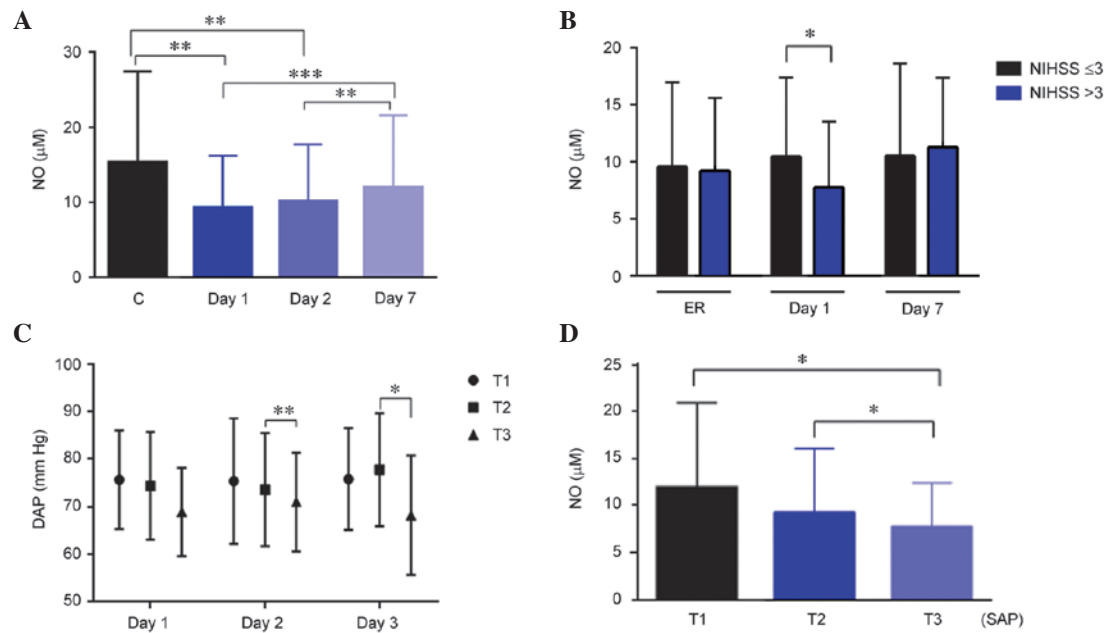 A
**
**
***
**
30
20
10
0
NO (µM)
C Day 1 Day 2 Day 7
B
*
20
15
10
5
0
NO (µM)
ER Day 1 Day 7
NIHSS ≤3
NIHSS >3
C
100
90
80
70
60
50
DAP (mm Hg)
**
*
Day 1 Day 2 Day 3
T1
T2
T3
D
*
*
25
20
15
10
5
0
NO (µM)
T1 T2 T3 (SAP)